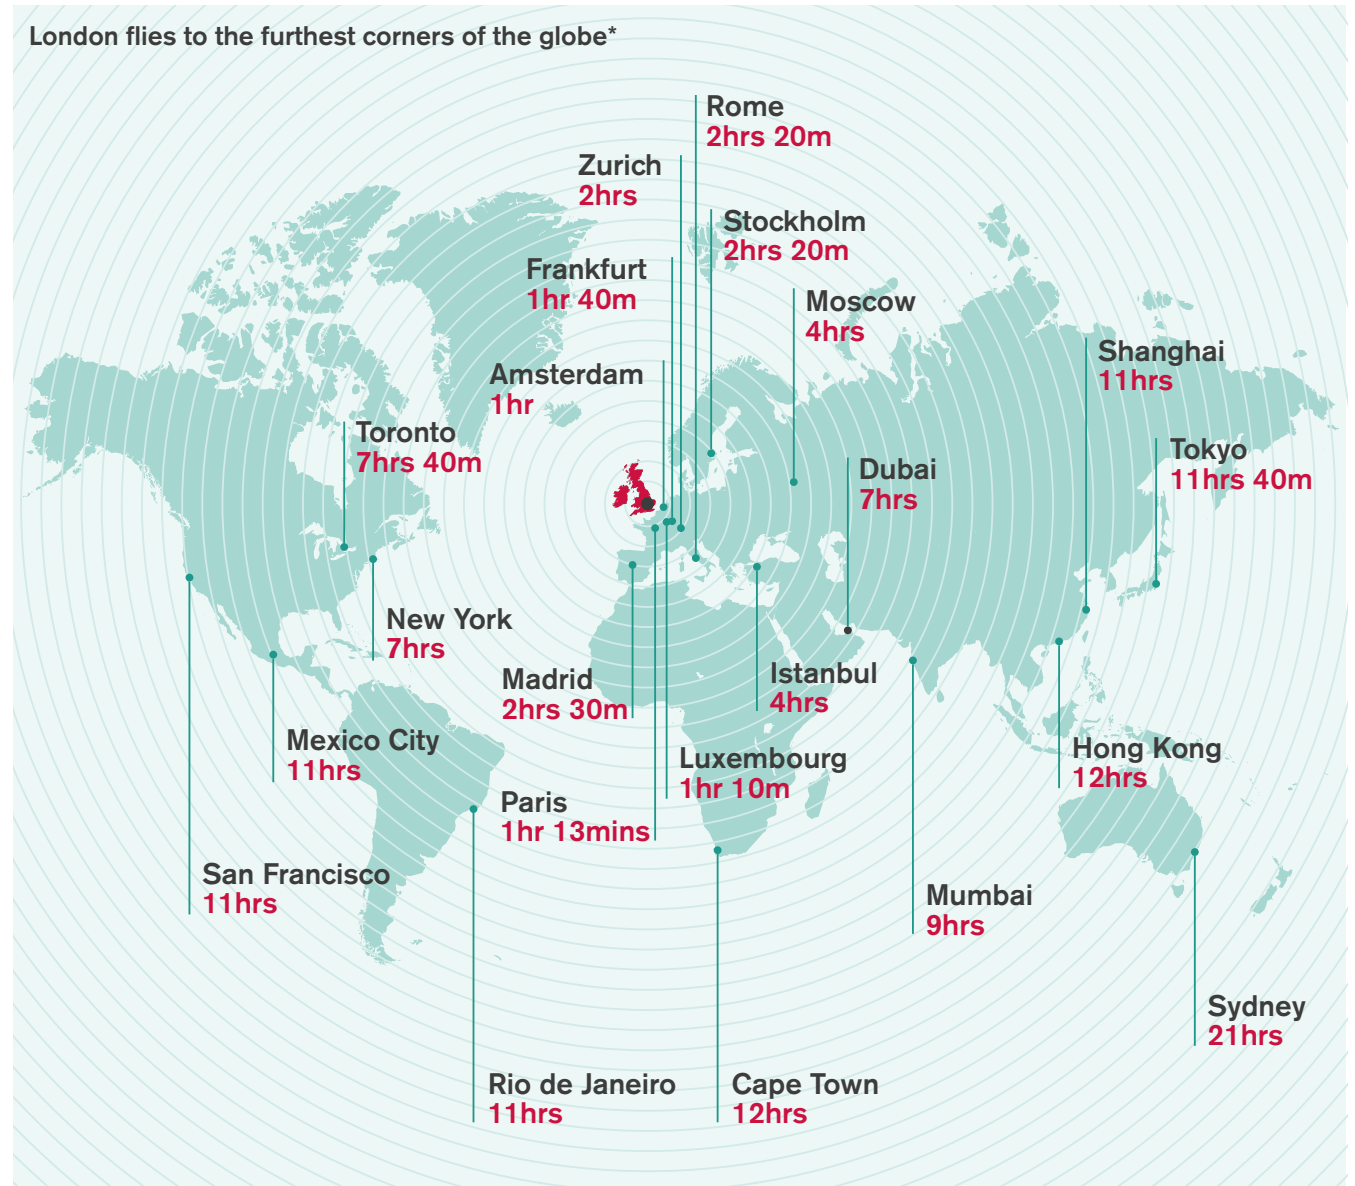 London flies to the furthest corners of the globe*
Rome
2hrs 20m
Zurich
2hrs
Stockholm
2hrs 20m
Frankfurt
1hr 40m
Moscow
4hrs
Shanghai
11hrs
Amsterdam
1hr
Toronto
7hrs 40m
Tokyo
11hrs 40m
Dubai
7hrs
New York
7hrs
Madrid
2hrs 30m
Istanbul
4hrs
Mexico City
11hrs
Luxembourg
1hr 10m
Hong Kong
12hrs
Paris
1hr 13mins
San Francisco
11hrs
Mumbai
9hrs
Sydney
21hrs
Rio de Janeiro
11hrs
Cape Town
12hrs